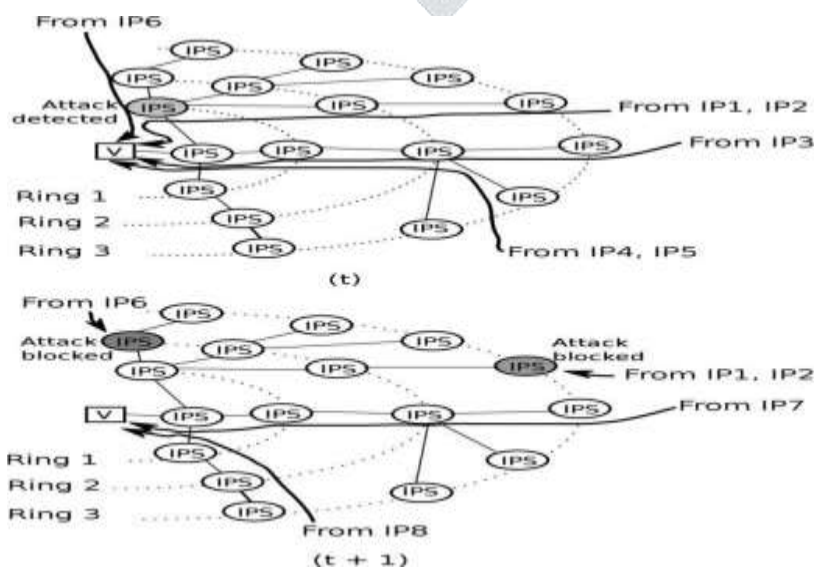 From IP6
IPS
IPS
IPS
IPS
IPS
Attack
detected
IPS
IPS
IPS
From IP1, IP2
V
IPS
IPS
IPS
IPS
From IP3
Ring 1
IPS
IPS
Ring 2
IPS
IPS
Ring 3
IPS
From IP4, IP5
(t)
From IP6
IPS
IPS
Attack
blocked
IPS
IPS
IPS
Attack
blocked
IPS
IPS
IPS
From IP1, IP2
V
IPS
IPS
IPS
IPS
From IP7
Ring 1
IPS
IPS
Ring 2
IPS
IPS
Ring 3
IPS
From IP8
(t + 1)